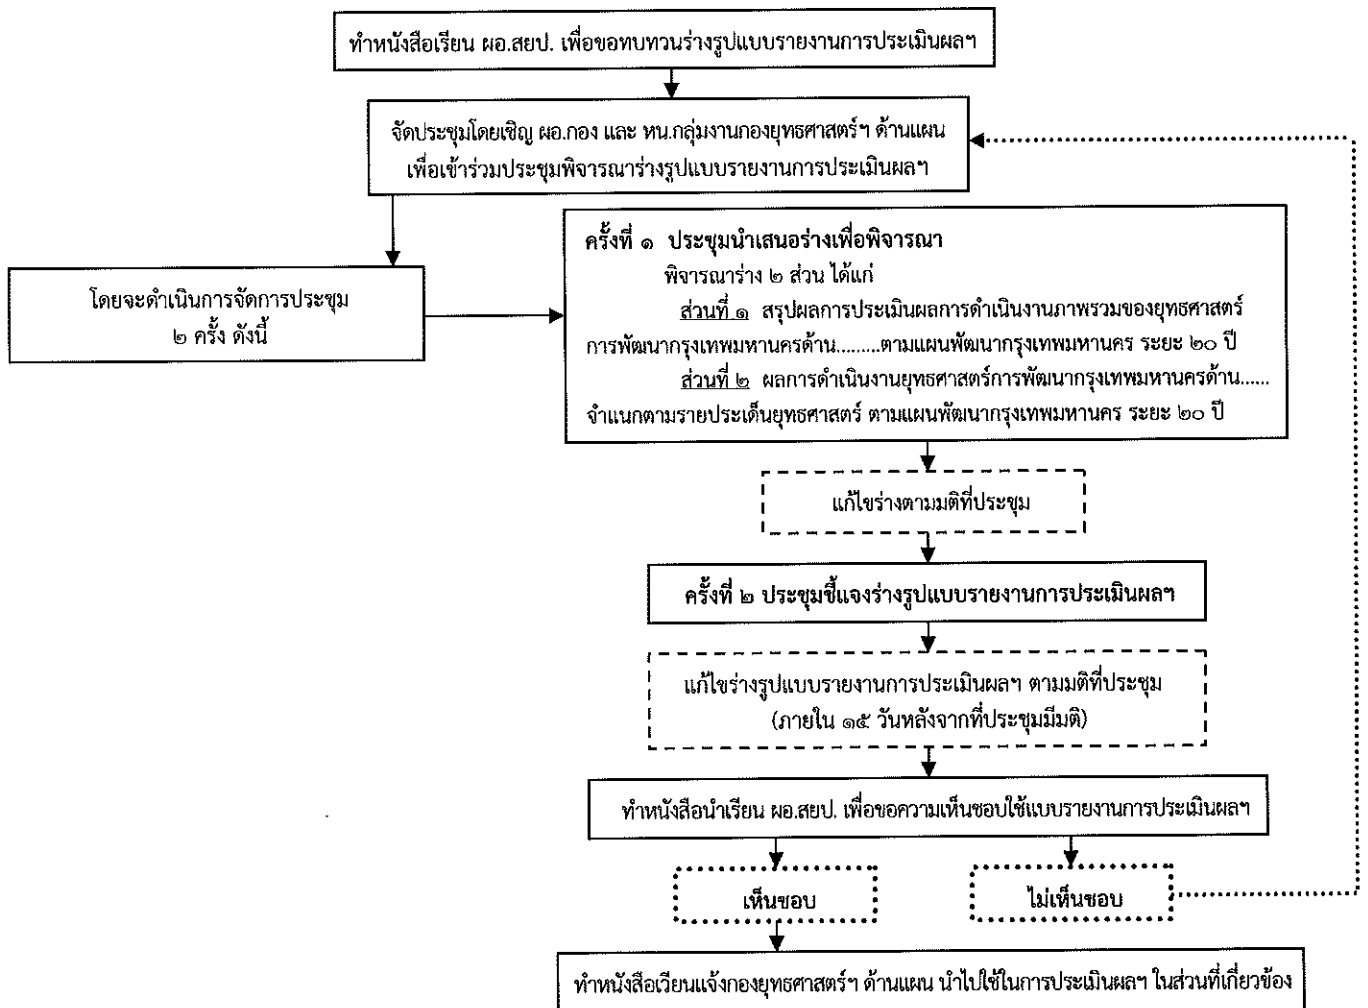 ทำหนังสือเรียน ผอ.สยป. เพื่อขอทบทวนร่างรูปแบบรายงานการประเมินผลฯ
จัดประชุมโดยเชิญ ผอ.กอง และ หน.กลุ่มงานกองยุทธศาสตร์ฯ ด้านแผน
เพื่อเข้าร่วมประชุมพิจารณาร่างรูปแบบรายงานการประเมินผลฯ
โดยจะดำเนินการจัดการประชุม
๒ ครั้ง ดังนี้
ครั้งที่ ๑ ประชุมนำเสนอร่างเพื่อพิจารณา
พิจารณาร่าง ๒ ส่วน ได้แก่
ส่วนที่ ๑ สรุปผลการประเมินผลการดำเนินงานภาพรวมของยุทธศาสตร์
การพัฒนากรุงเทพมหานครด้าน.........ตามแผนพัฒนากรุงเทพมหานคร ระยะ ๒๐ ปี
ส่วนที่ ๒ ผลการดำเนินงานยุทธศาสตร์การพัฒนากรุงเทพมหานครด้าน......
จำแนกตามรายประเด็นยุทธศาสตร์ ตามแผนพัฒนากรุงเทพมหานคร ระยะ ๒๐ ปี
แก้ไขร่างตามมติที่ประชุม
ครั้งที่ ๒ ประชุมชี้แจงร่างรูปแบบรายงานการประเมินผลฯ
แก้ไขร่างรูปแบบรายงานการประเมินผลฯ ตามมติที่ประชุม
(ภายใน ๑๕ วันหลังจากที่ประชุมมีมติ)
ทำหนังสือนำเรียน ผอ.สยป. เพื่อขอความเห็นชอบใช้แบบรายงานการประเมินผลฯ
เห็นชอบ
ไม่เห็นชอบ
ทำหนังสือเวียนแจ้งกองยุทธศาสตร์ฯ ด้านแผน นำไปใช้ในการประเมินผลฯ ในส่วนที่เกี่ยวข้อง